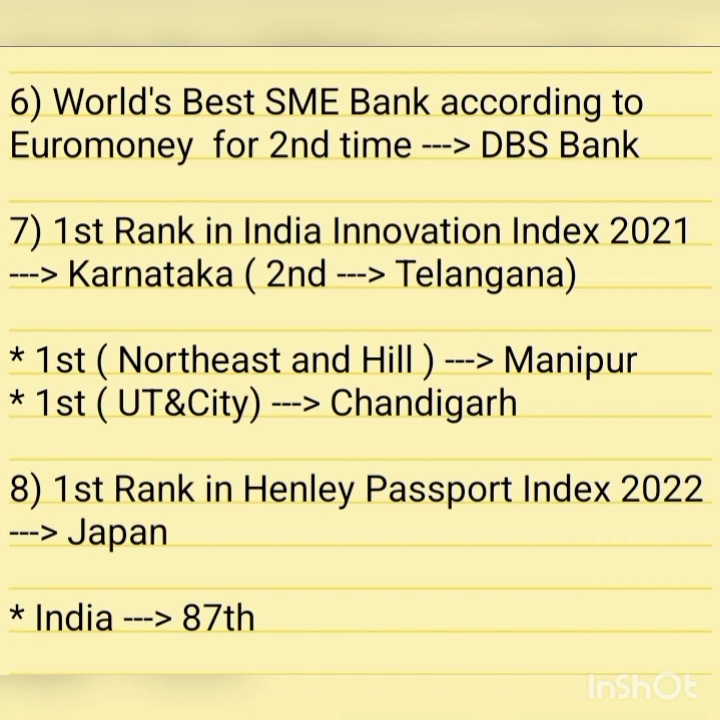 6) World's Best SME Bank according to
Euromoney  for 2nd time ---> DBS Bank
7) 1st Rank in India Innovation Index 2021
---> Karnataka ( 2nd ---> Telangana)
* 1st ( Northeast and Hill ) ---> Manipur
* 1st ( UT&City) ---> Chandigarh
8) 1st Rank in Henley Passport Index 2022
---> Japan
* India ---> 87th
InShOt